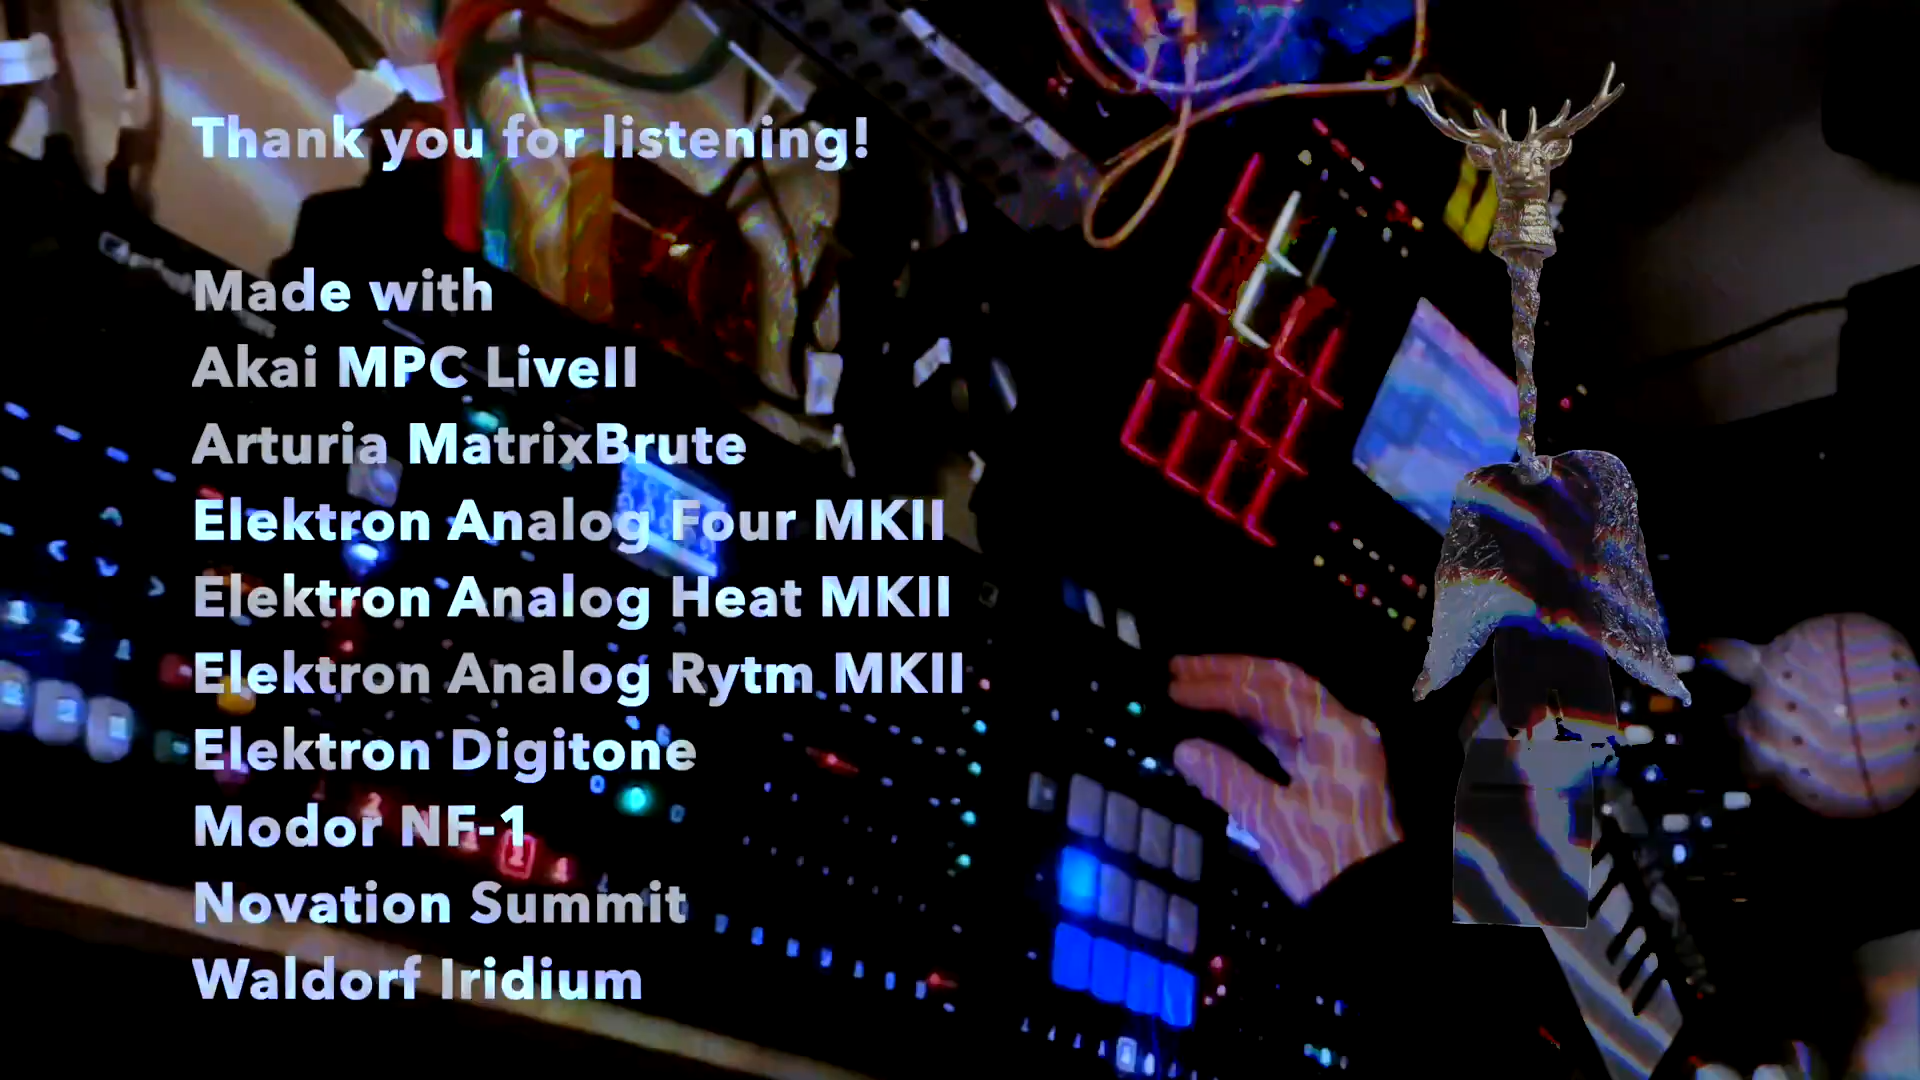 Thank you for listening!
Made with
Akai MPC LiveII
Arturia MatrixBrute
Elektron Analog Four MKII
Elektron Analog Heat MKII
Elektron Analog Rytm MKII
Elektron Digitone
Modor NF-1
Novation Summit
Waldorf Iridium